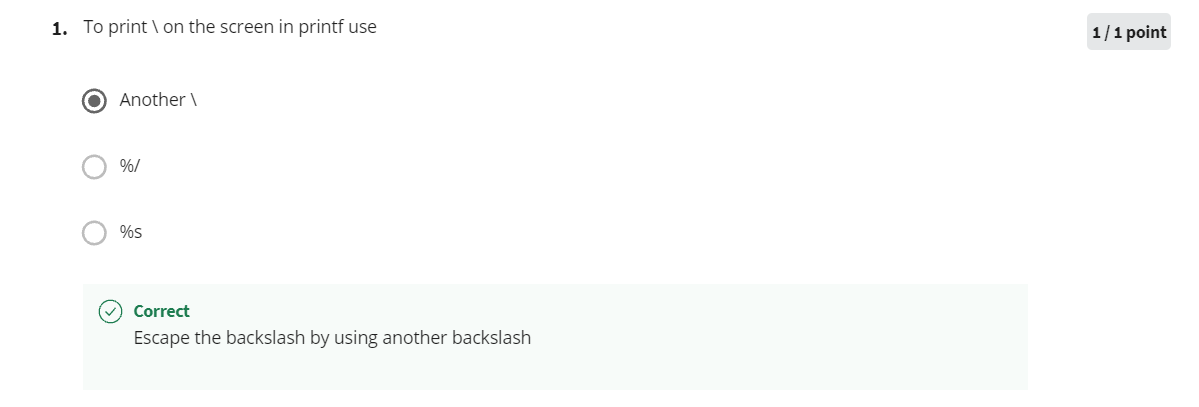 1. To print \ on the screen in printf use
1 / 1 point
Another \
%/
%s
Correct
Escape the backslash by using another backslash